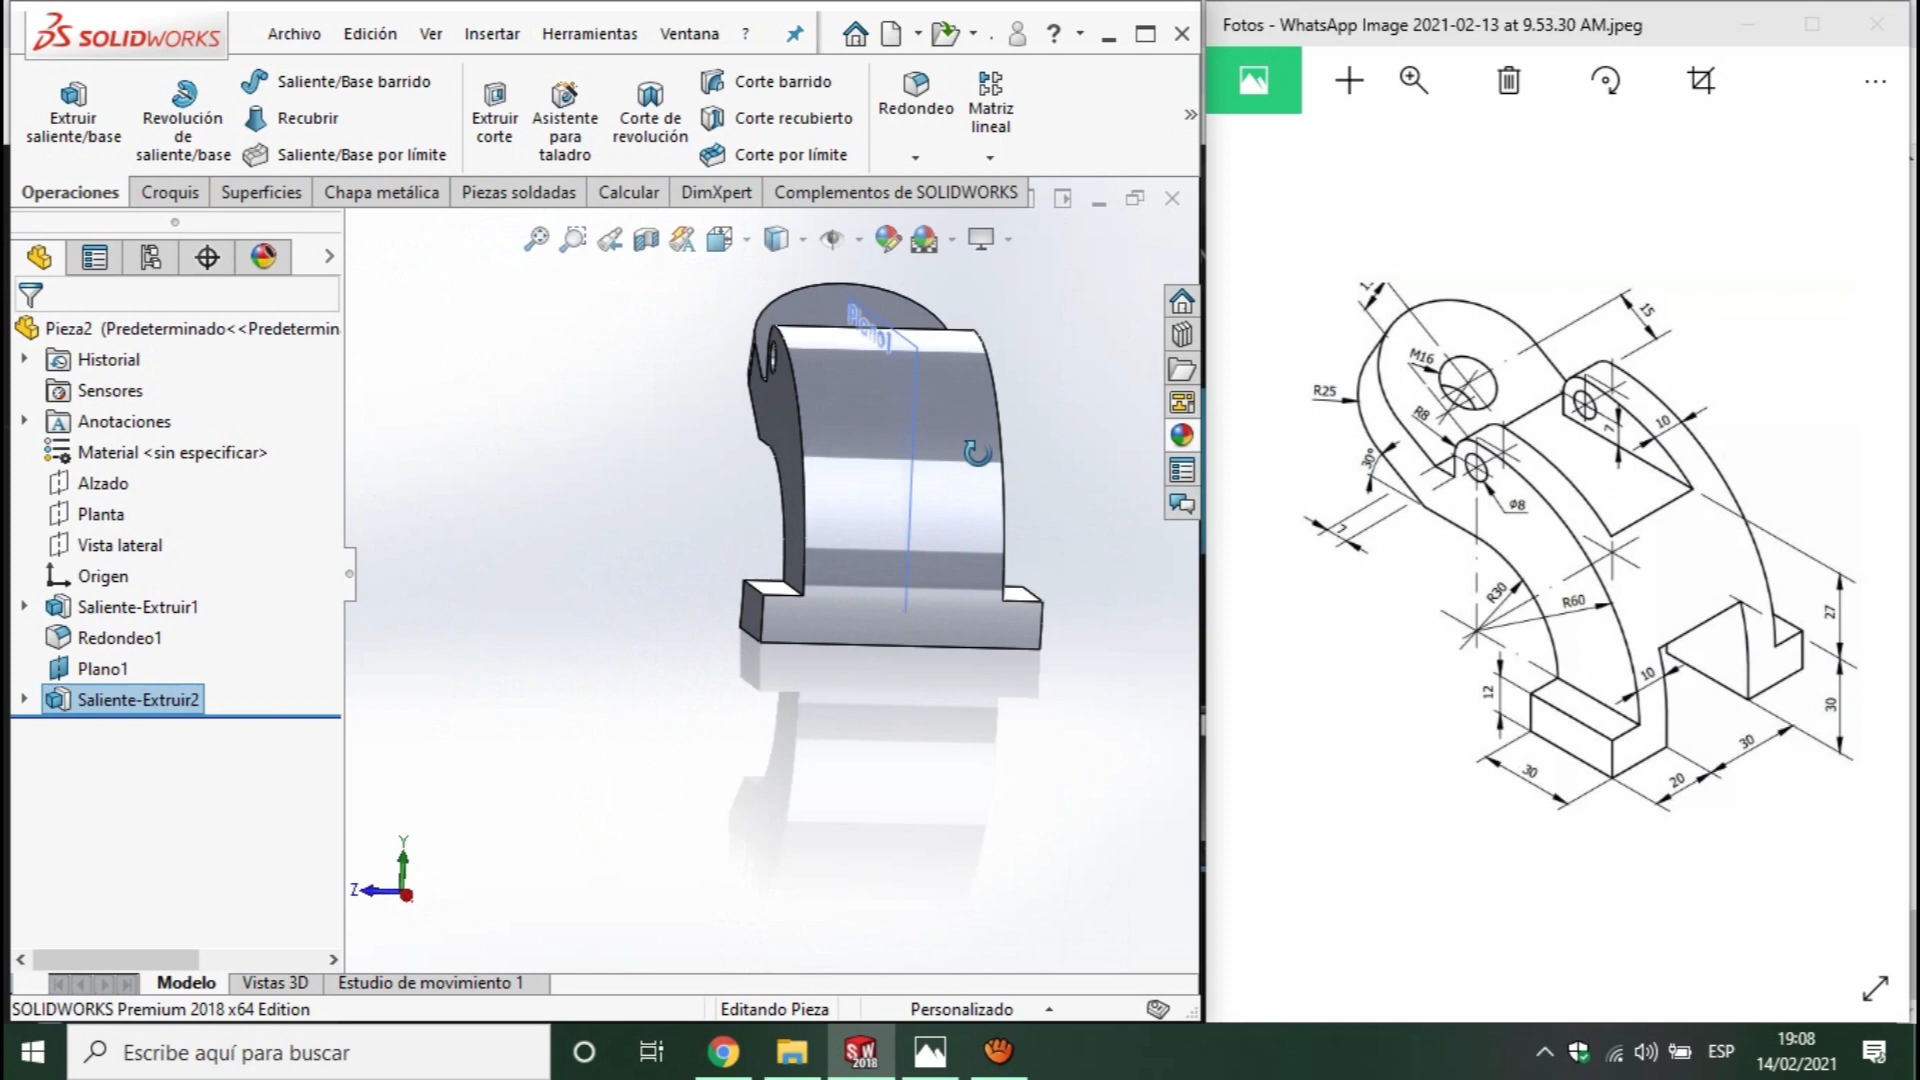 SOLIDWORKS
Archivo Edición Ver Insertar Herramientas Ventana ?
Fotos - WhatsApp Image 2021-02-13 at 9.53.30 AM.jpeg
Extruir saliente/base
Revolución de saliente/base
Saliente/Base barrido
Recubrir
Saliente/Base por límite
Extruir corte
Asistente para taladro
Corte de revolución
Corte barrido
Corte recubierto
Corte por límite
Redondeo
Matriz lineal
Operaciones Croquis Superficies Chapa metálica Piezas soldadas Calcular DimXpert Complementos de SOLIDWORKS
Pieza2 (Predeterminado<<Predetermin
Historial
Sensores
Anotaciones
Material <sin especificar>
Alzado
Planta
Vista lateral
Origen
Saliente-Extruir1
Redondeo1
Plano1
Saliente-Extruir2
Plano1
Y
Z
15
M16
R25
R8
10
7
30°
Ø8
7
R30
R60
27
10
12
30
30
30
20
Modelo Vistas 3D Estudio de movimiento 1
SOLIDWORKS Premium 2018 x64 Edition Editando Pieza Personalizado
Escribe aquí para buscar
SW
2018
ESP
19:08
14/02/2021